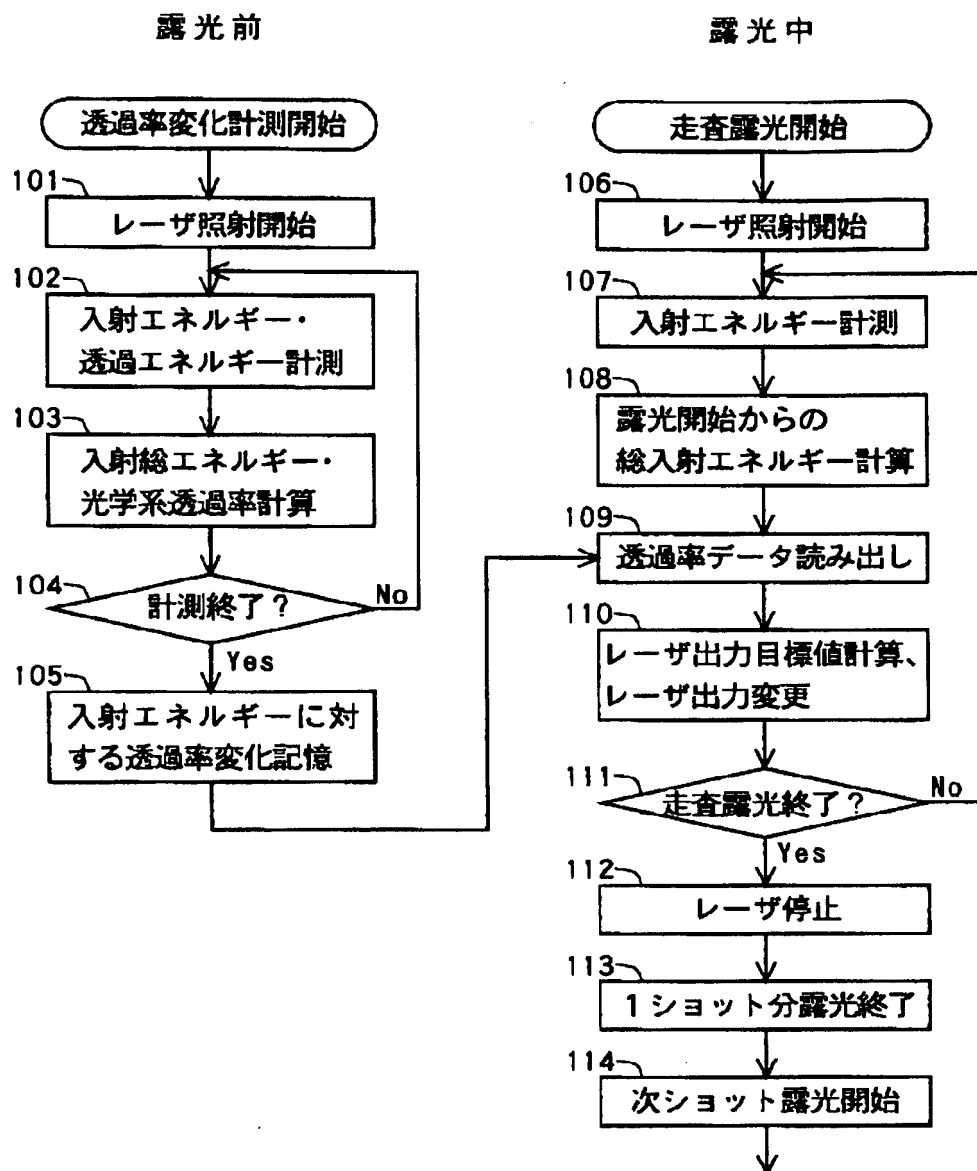 露光前
透過率変化計測開始
101
レーザ照射開始
102
入射エネルギー・
透過エネルギー計測
103
入射総エネルギー・
光学系透過率計算
104
計測終了?
No
Yes
105
入射エネルギーに対
する透過率変化記憶
露光中
走査露光開始
106
レーザ照射開始
107
入射エネルギー計測
108
露光開始からの
総入射エネルギー計算
109
透過率データ読み出し
110
レーザ出力目標値計算、
レーザ出力変更
111
走査露光終了?
No
Yes
112
レーザ停止
113
1ショット分露光終了
114
次ショット露光開始